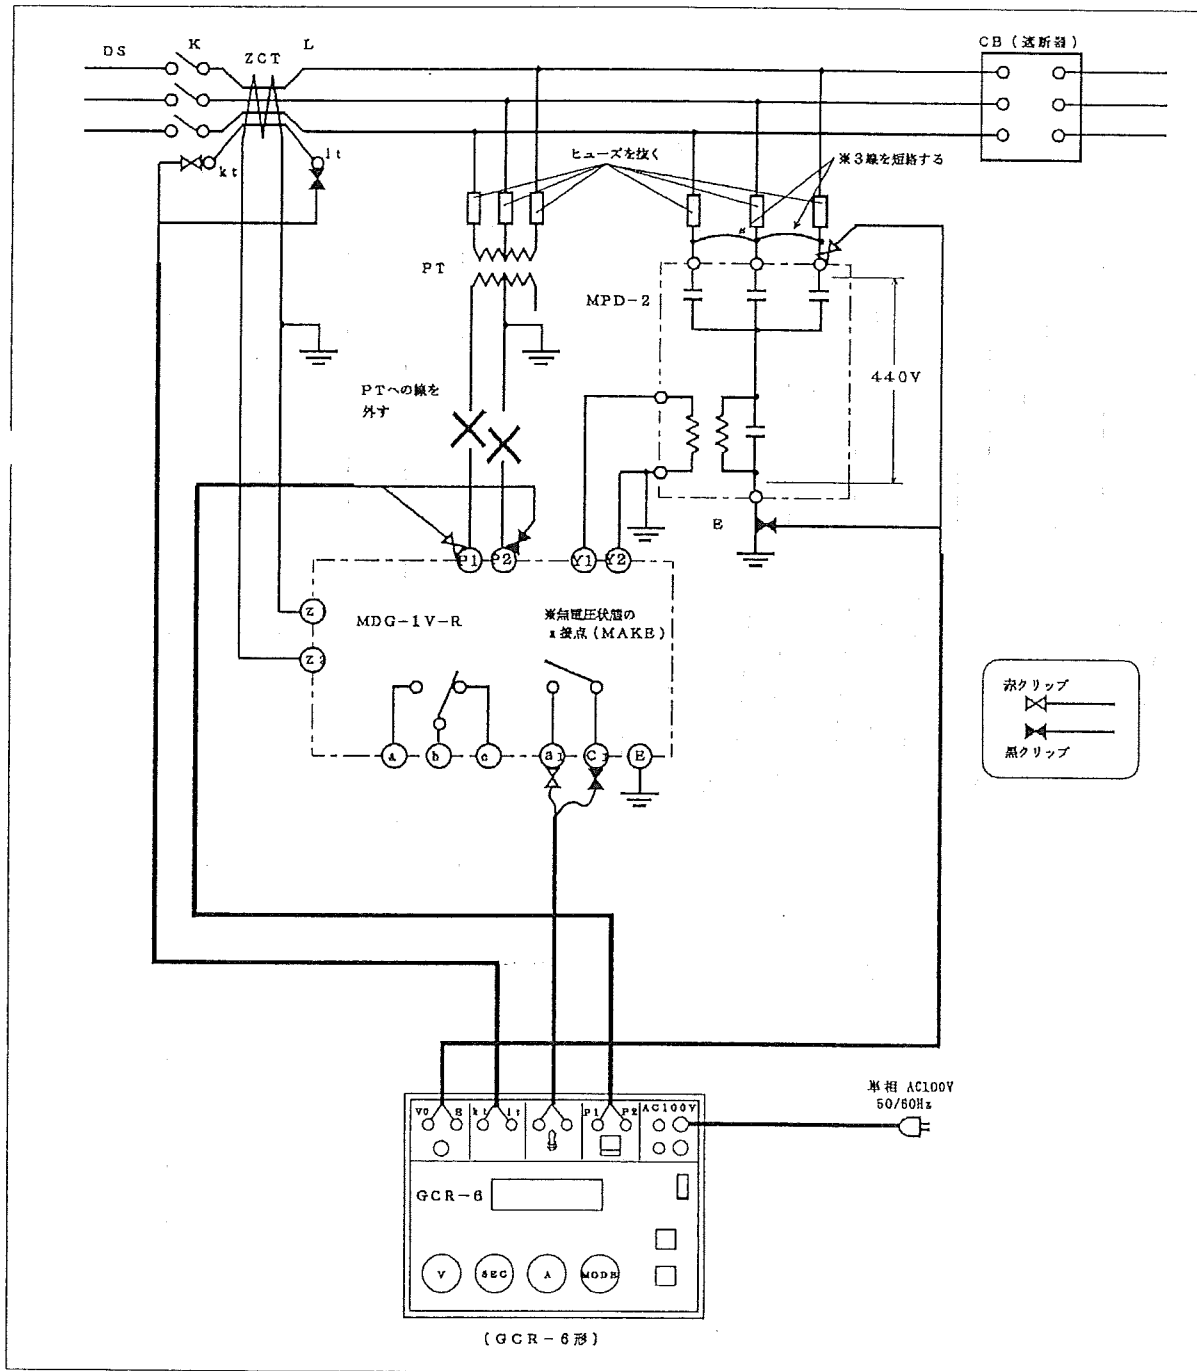 DS
K
ZCT
L
CB(遮断器)
kt
lt
ヒューズを抜く
※3線を短絡する
PT
MPD-2
440V
PTへの線を
外す
E
P1
P2
Y1
Y2
MDG-1V-R
※無電圧状態の
a接点(MAKE)
Z
Z2
a
b
c
a1
C1
E
赤クリップ
黒クリップ
単相 AC100V
50/60Hz
V0
E
kt
lt
P1
P2
AC100V
GCR-6
V
SEC
A
MODE
(GCR-6形)